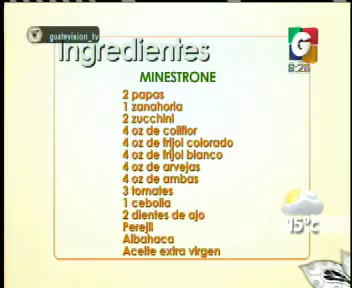 guatevision_tv
Ingredientes
G
8:20
MINESTRONE
2 papas
1 zanahoria
2 zucchini
4 oz de coliflor
4 oz de frijol colorado
4 oz de frijol blanco
4 oz de arvejas
4 oz de arnbas
3 tomates
1 cebolla
2 dientes de ajo
Perejil
Albahaca
Aceite extra virgen
15°C